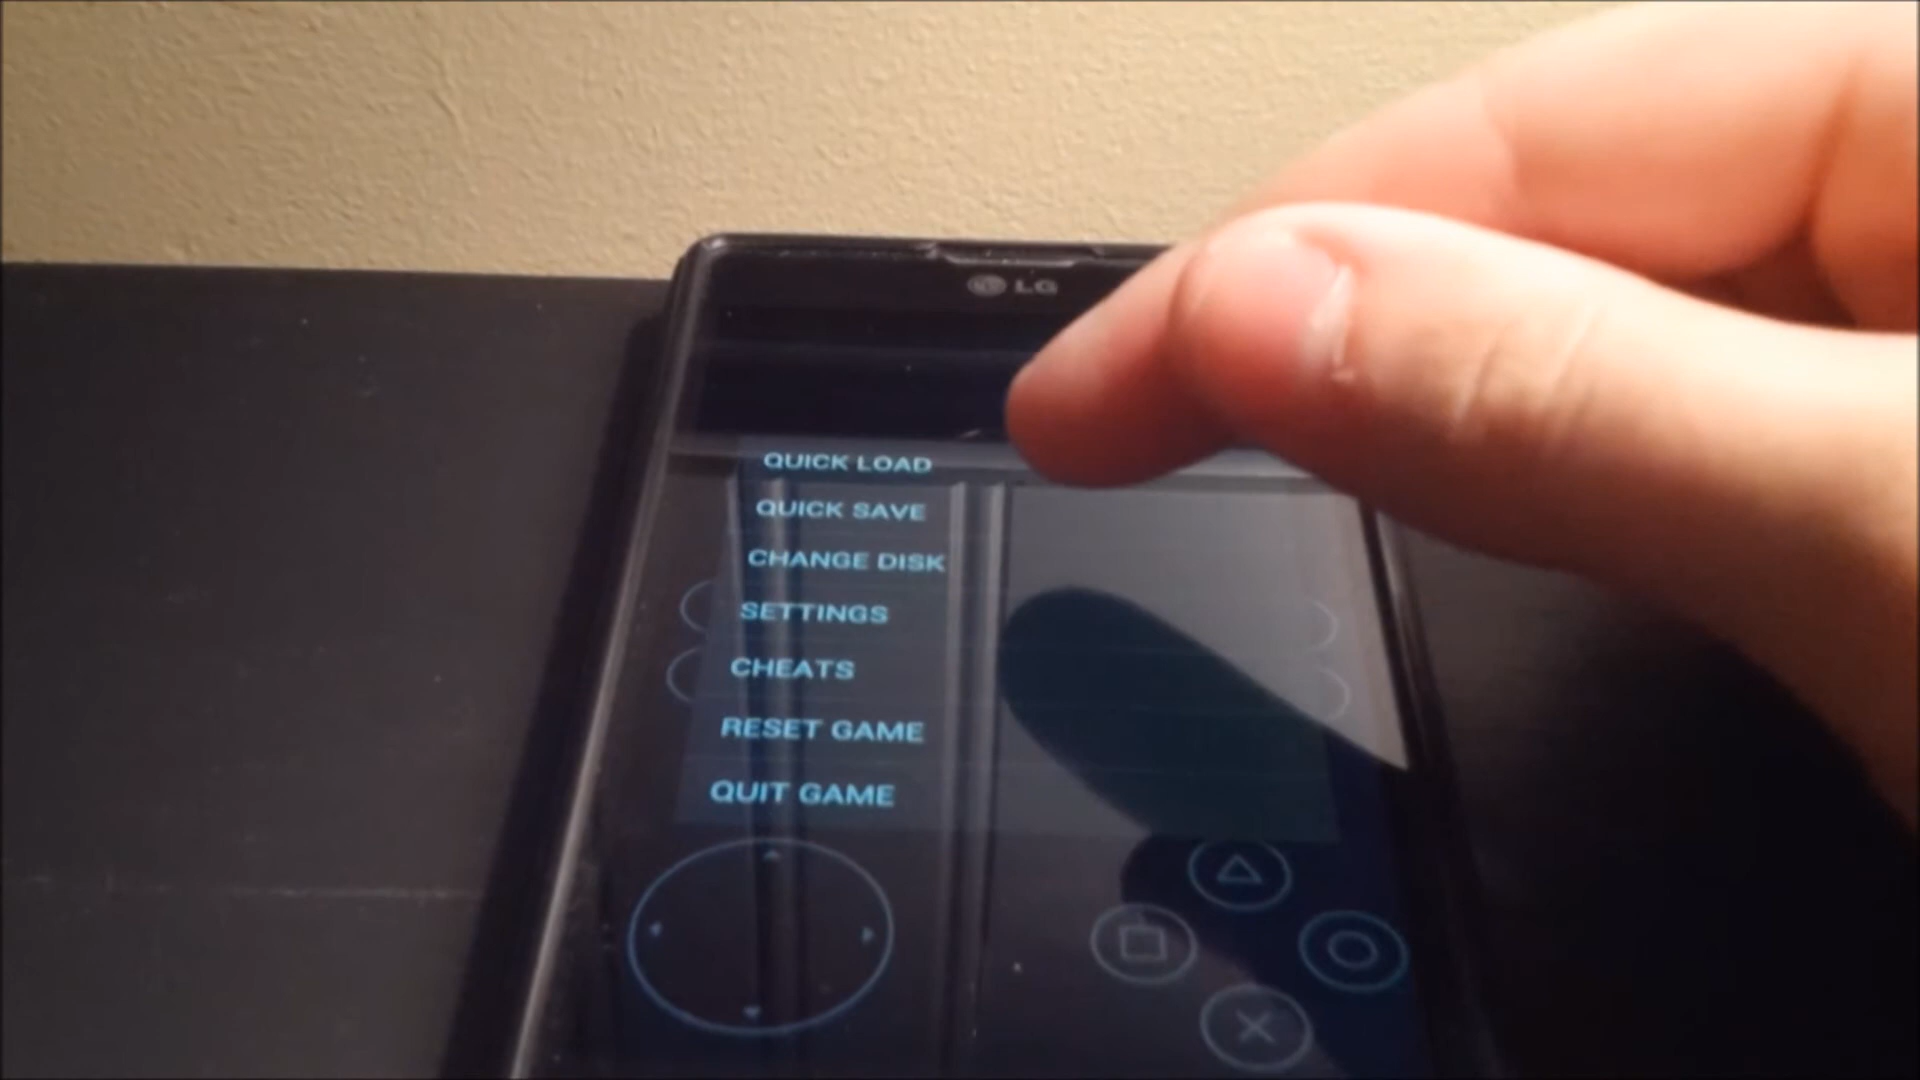 LG
QUICK LOAD
QUICK SAVE
CHANGE DISK
SETTINGS
CHEATS
RESET GAME
QUIT GAME